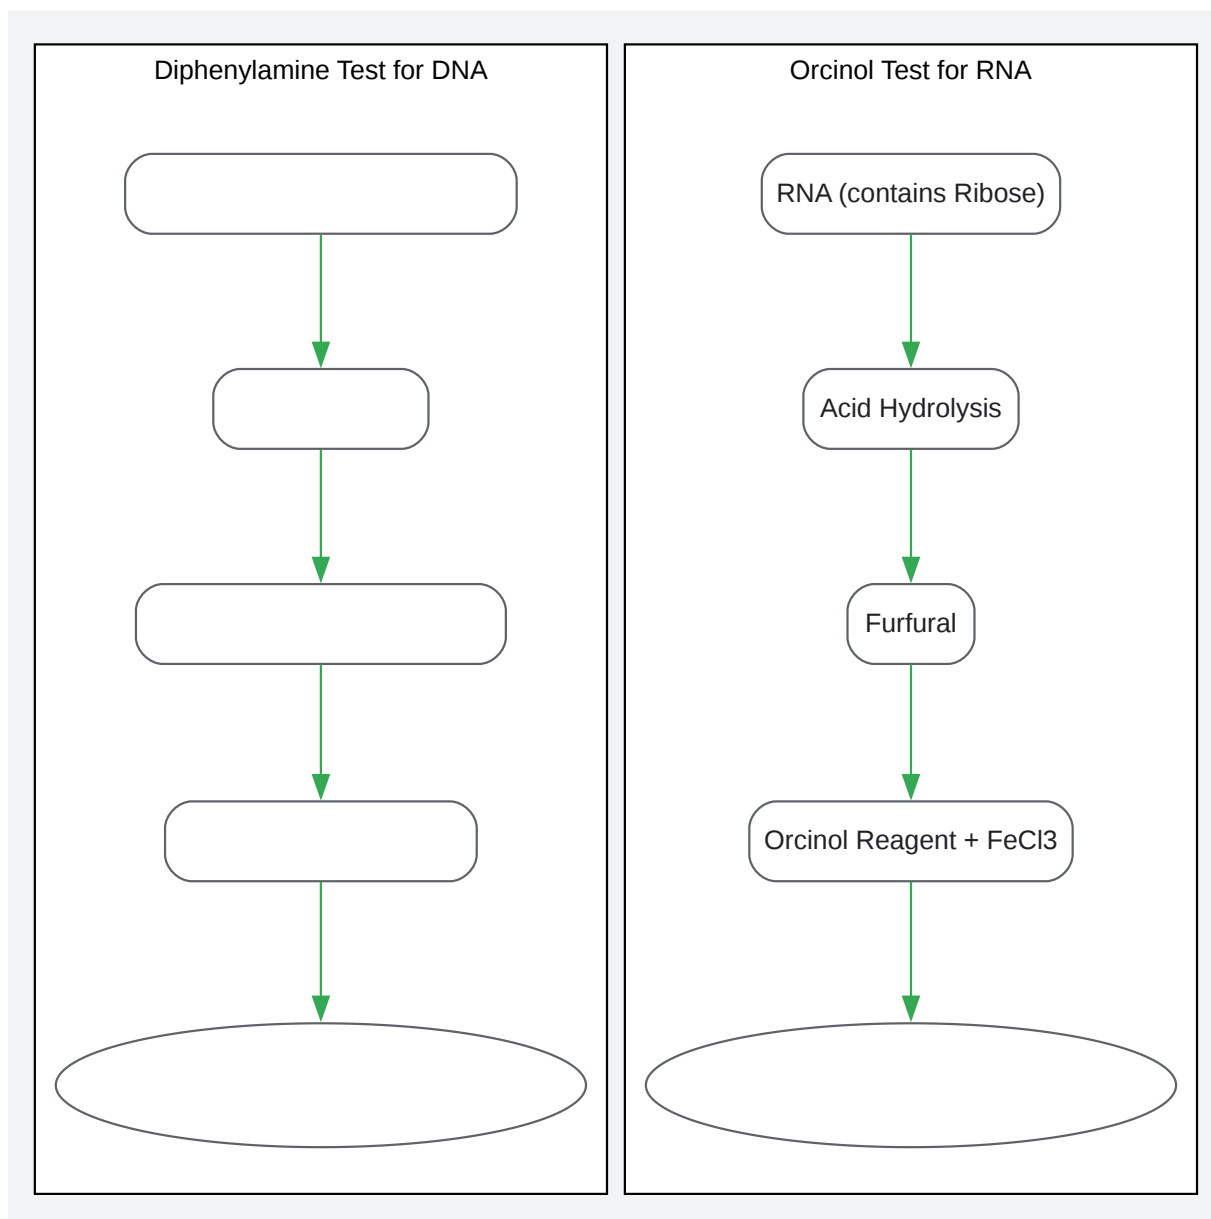 Diphenylamine Test for DNA
Orcinol Test for RNA
RNA (contains Ribose)
Acid Hydrolysis
Furfural
Orcinol Reagent + FeCl3